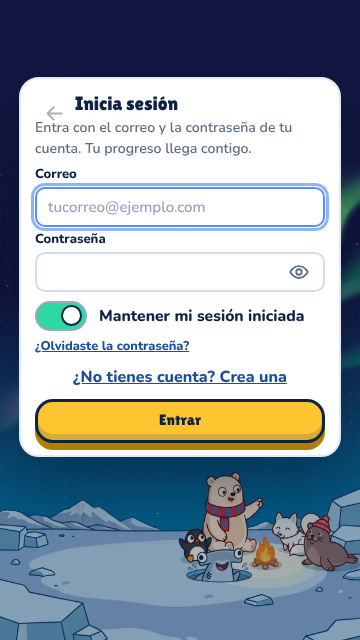 Inicia sesión
Entra con el correo y la contraseña de tu
cuenta. Tu progreso llega contigo.
Correo
tucorreo@ejemplo.com
Contraseña
Mantener mi sesión iniciada
¿Olvidaste la contraseña?
¿No tienes cuenta? Crea una
Entrar